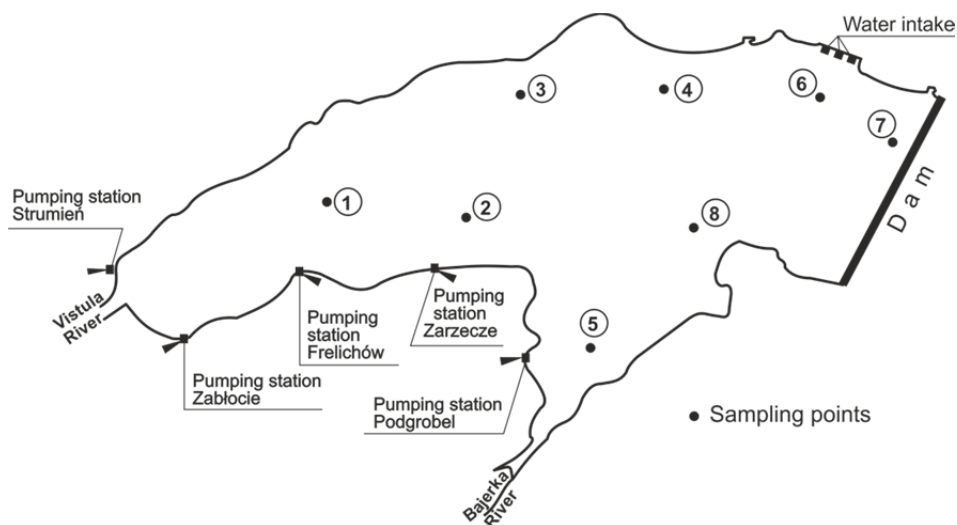 Water intake
3
4
6
7
Dam
Pumping station
Strumień
1
2
8
Vistula
River
Pumping
station
Frelichów
Pumping
station
Zarzecze
5
Pumping station
Zabłocie
Pumping station
Podgrobel
Sampling points
Bajerka
River